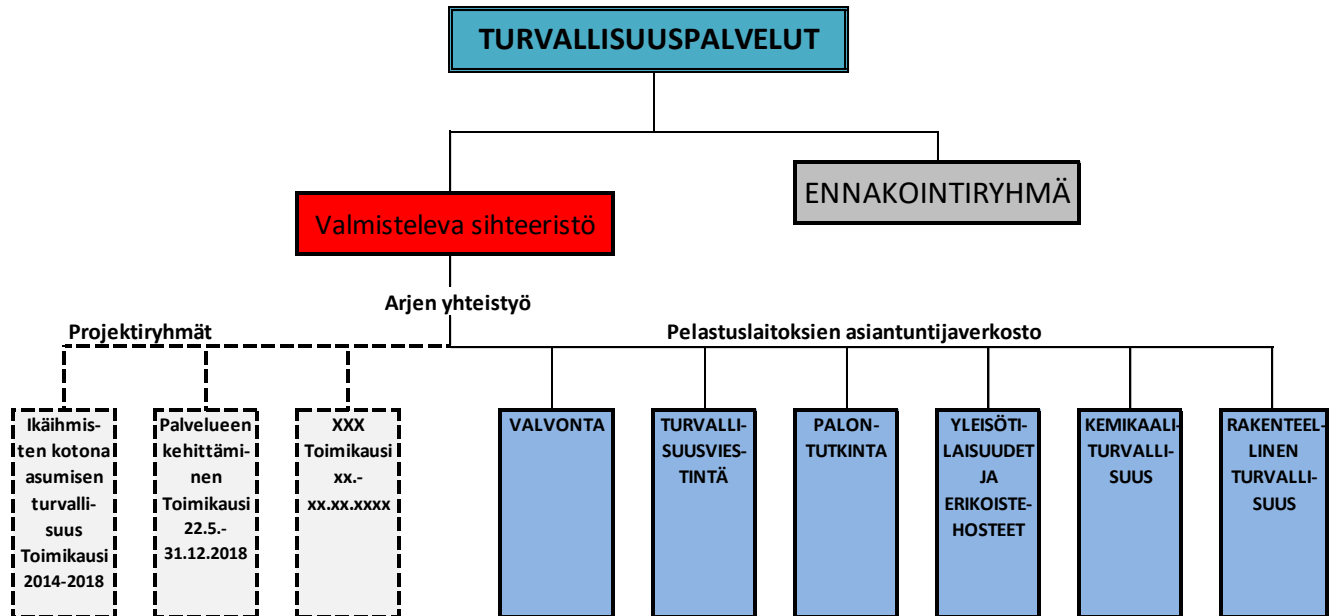 TURVALLISUUSPALVELUT
ENNAKOINTIRYHMÄ
Valmisteleva sihteeristö
Arjen yhteistyö
Projektiryhmät
Pelastuslaitoksien asiantuntijaverkosto
Ikäihmis-
ten kotona
asumisen
turvalli-
suus
Toimikausi
2014-2018
Palvelueen
kehittämi-
nen
Toimikausi
22.5.-
31.12.2018
XXX
Toimikausi
xx.-
xx.xx.xxxx
VALVONTA
TURVALLI-
SUUSVIES-
TINTÄ
PALON-
TUTKINTA
YLEISÖTI-
LAISUUDET
JA
ERIKOISTE-
HOSTEET
KEMIKAALI-
TURVALLI-
SUUS
RAKENTEEL-
LINEN
TURVALLI-
SUUS